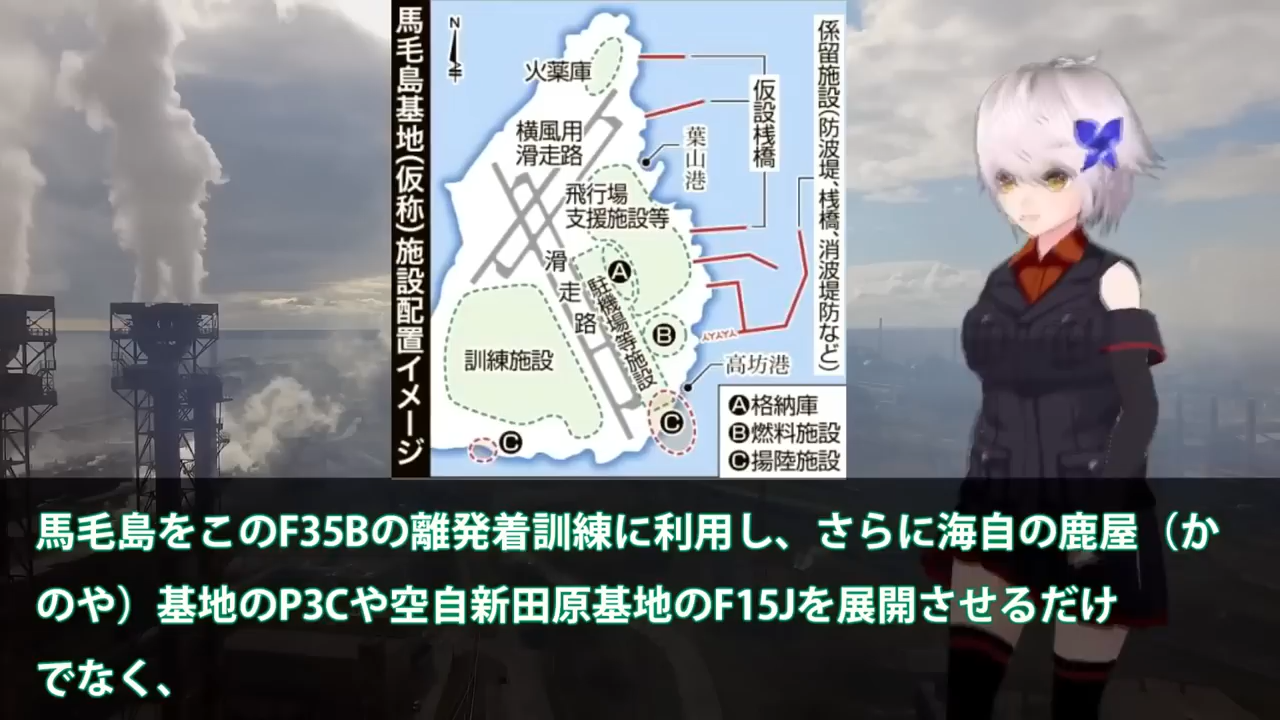 馬毛島基地(仮称)施設配置イメージ
N
火薬庫
横風用
滑走路
仮設桟橋
葉山港
係留施設(防波堤、桟橋、消波堤防など)
飛行場
支援施設等
滑走路
A
駐機場等施設
B
訓練施設
高坊港
C
C
A格納庫
B燃料施設
C揚陸施設
馬毛島をこのF35Bの離発着訓練に利用し、さらに海自の鹿屋（か
のや）基地のP3Cや空自新田原基地のF15Jを展開させるだけ
でなく、